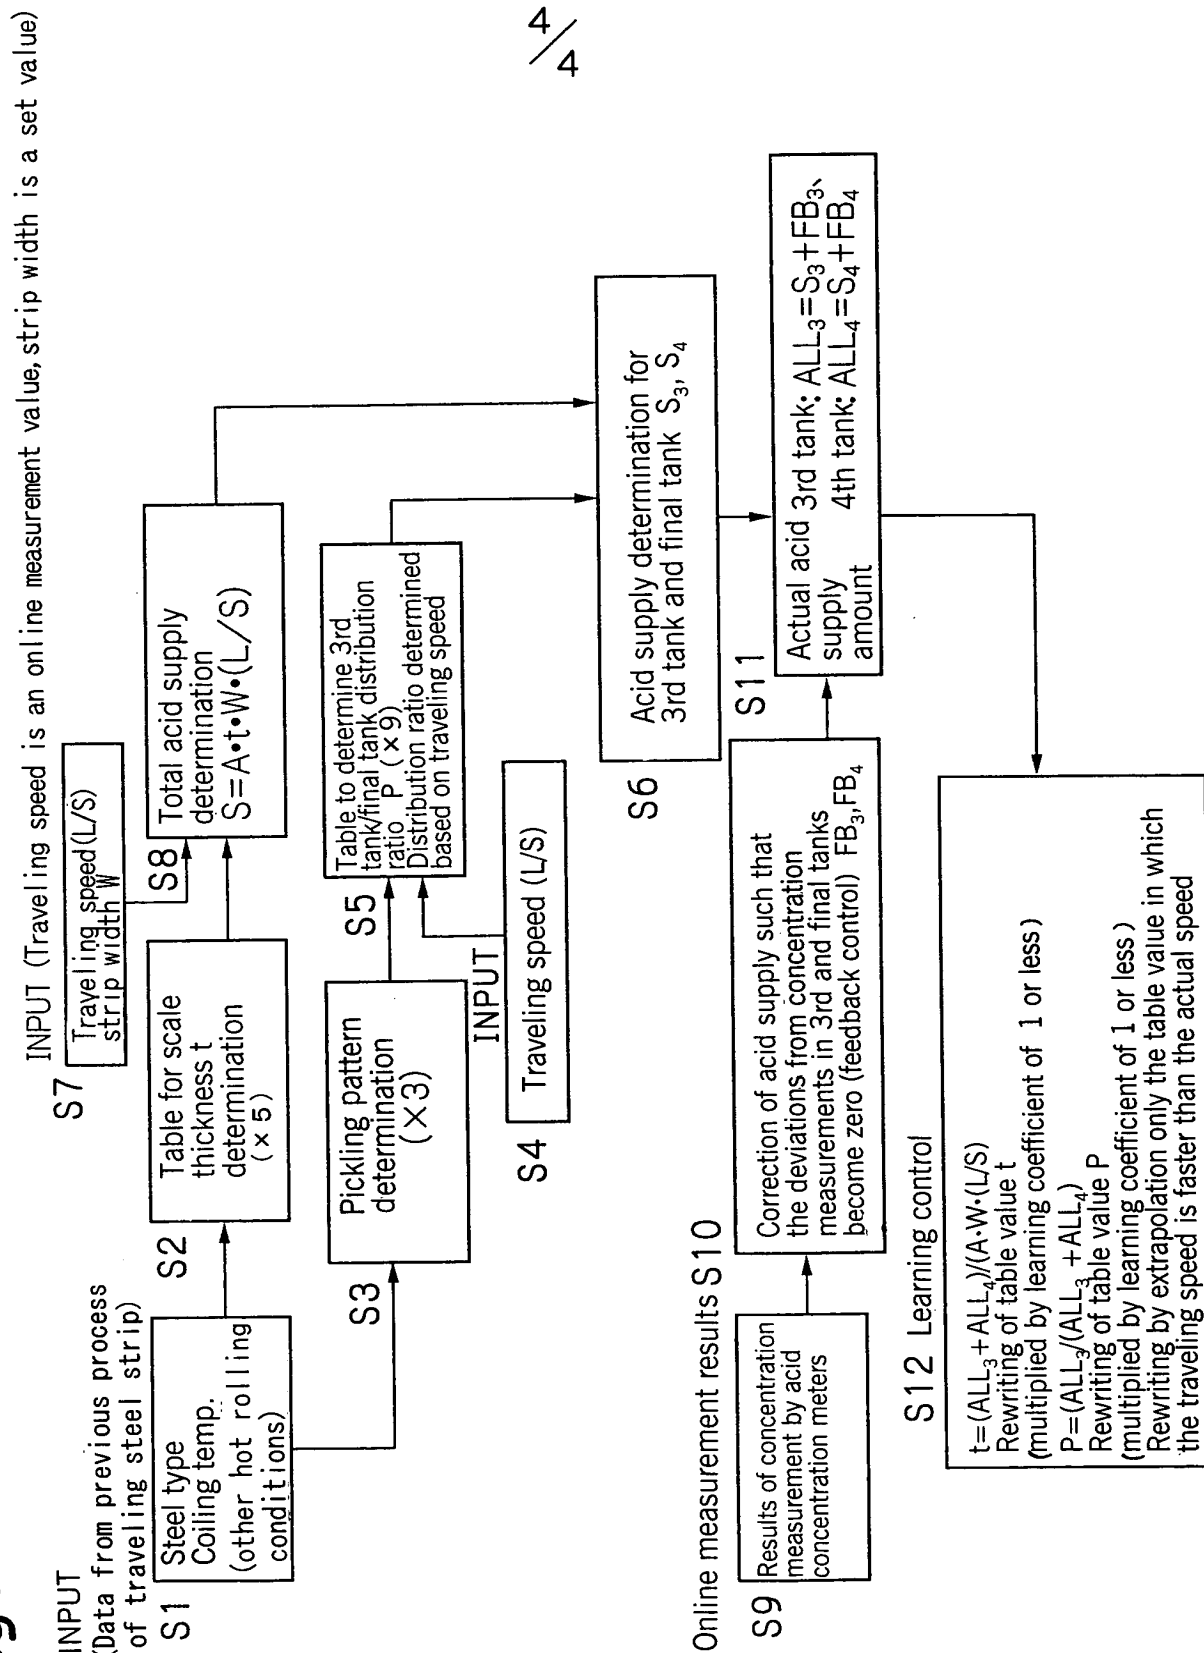 4/4
INPUT
(Data from previous process
of traveling steel strip)
S1
Steel type
Coiling temp.
(other hot rolling
conditions)
S2
Table for scale
thickness t
determination
(×5)
INPUT (Traveling speed is an online measurement value, strip width is a set value)
S7
Traveling speed(L/S)
strip width W
S8
Total acid supply
determination
S=A•t•W•(L/S)
S3
Pickling pattern
determination
(×3)
INPUT
S4
Traveling speed (L/S)
S5
Table to determine 3rd
tank/final tank distribution
ratio P (×9)
Distribution ratio determined
based on traveling speed
S6
Acid supply determination for
3rd tank and final tank S₃, S₄
Online measurement results
S9
Results of concentration
measurement by acid
concentration meters
S10
Correction of acid supply such that
the deviations from concentration
measurements in 3rd and final tanks
become zero (feedback control) FB₃,FB₄
S11
Actual acid supply amount
3rd tank: ALL₃=S₃+FB₃、
4th tank: ALL₄=S₄+FB₄
S12 Learning control
t=(ALL₃+ALL₄)/(A•W•(L/S)
Rewriting of table value t
(multiplied by learning coefficient of 1 or less)
P=(ALL₃/(ALL₃+ALL₄)
Rewriting of table value P
(multiplied by learning coefficient of 1 or less)
Rewriting by extrapolation only the table value in which
the traveling speed is faster than the actual speed